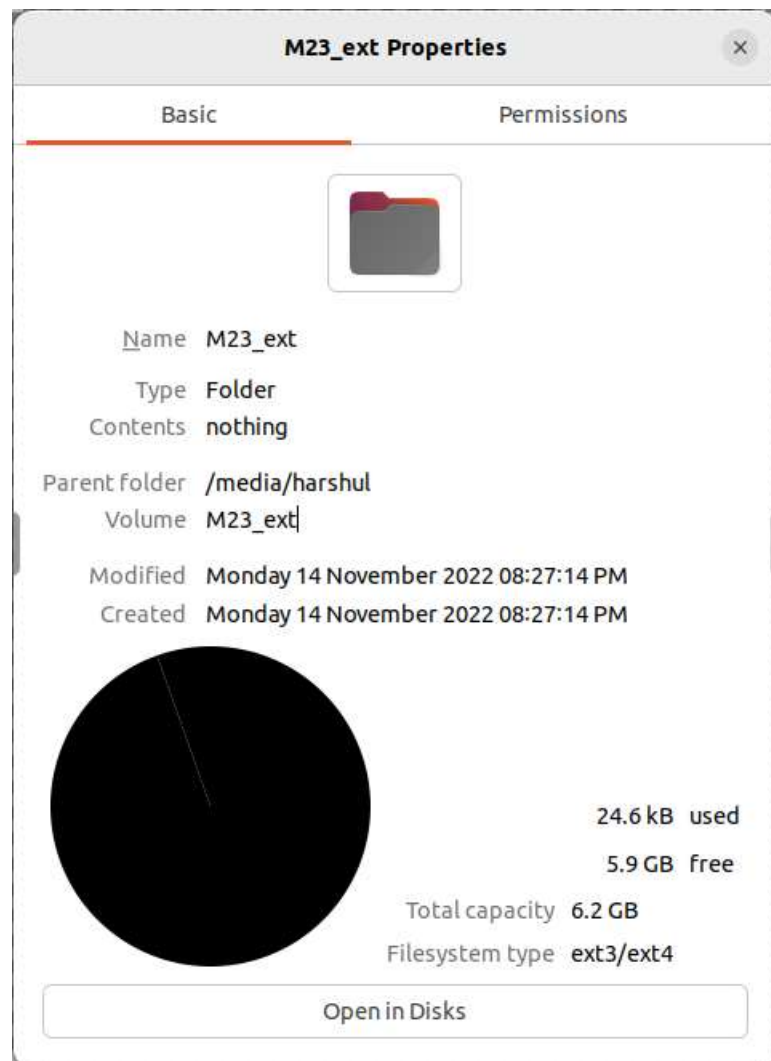 M23_ext Properties
Basic Permissions
Name M23_ext
Type Folder
Contents nothing
Parent folder /media/harshul
Volume M23_ext
Modified Monday 14 November 2022 08:27:14 PM
Created Monday 14 November 2022 08:27:14 PM
24.6 kB used
5.9 GB free
Total capacity 6.2 GB
Filesystem type ext3/ext4
Open in Disks